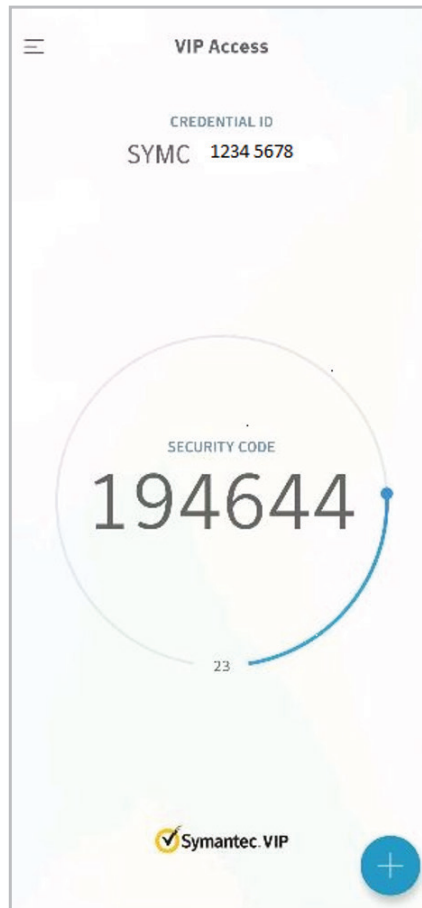 VIP Access
CREDENTIAL ID
SYMC 1234 5678
SECURITY CODE
194644
23
Symantec.VIP